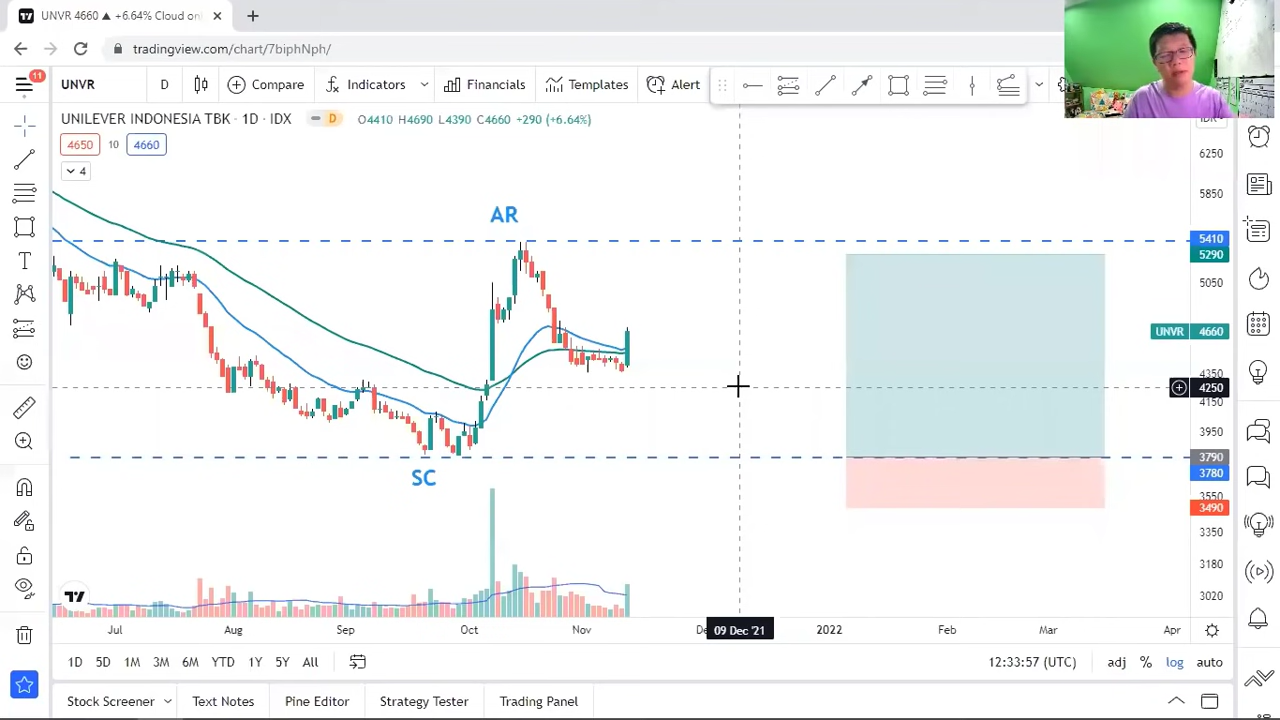 UNVR 4660 ▲ +6.64% Cloud on
tradingview.com/chart/7biphNph/
11
UNVR D Compare Indicators Financials Templates Alert
UNILEVER INDONESIA TBK · 1D · IDX D O4410 H4690 L4390 C4660 +290 (+6.64%)
4650 10 4660
4
6250
5850
AR
5410
5290
5050
UNVR 4660
4350
4250
4150
3950
3790
SC
3780
3550
3490
3350
3180
3020
Jul Aug Sep Oct Nov 09 Dec '21 2022 Feb Mar Apr
1D 5D 1M 3M 6M YTD 1Y 5Y All 12:33:57 (UTC) adj % log auto
Stock Screener Text Notes Pine Editor Strategy Tester Trading Panel